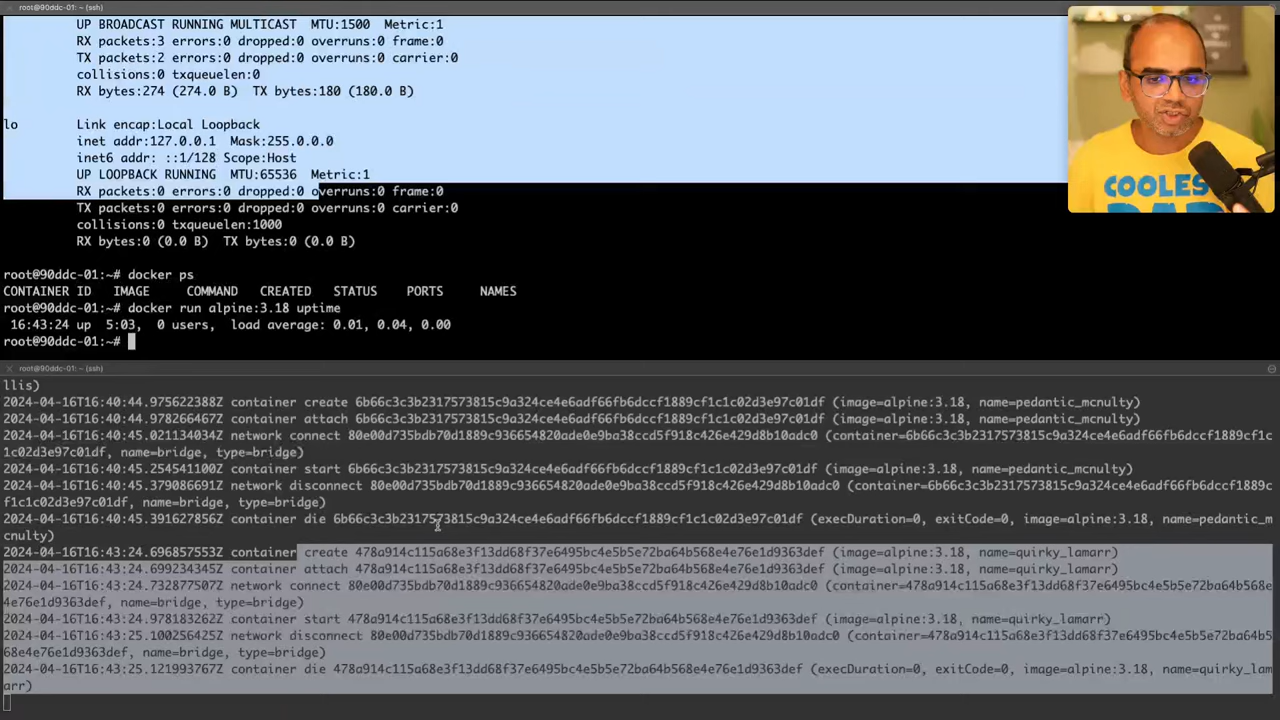 root@90ddc-01: ~ (ssh)
UP BROADCAST RUNNING MULTICAST  MTU:1500  Metric:1
RX packets:3 errors:0 dropped:0 overruns:0 frame:0
TX packets:2 errors:0 dropped:0 overruns:0 carrier:0
collisions:0 txqueuelen:0
RX bytes:274 (274.0 B)  TX bytes:180 (180.0 B)
lo        Link encap:Local Loopback
inet addr:127.0.0.1  Mask:255.0.0.0
inet6 addr: ::1/128 Scope:Host
UP LOOPBACK RUNNING  MTU:65536  Metric:1
RX packets:0 errors:0 dropped:0 overruns:0 frame:0
TX packets:0 errors:0 dropped:0 overruns:0 carrier:0
collisions:0 txqueuelen:1000
RX bytes:0 (0.0 B)  TX bytes:0 (0.0 B)
root@90ddc-01:~# docker ps
CONTAINER ID   IMAGE     COMMAND   CREATED   STATUS    PORTS     NAMES
root@90ddc-01:~# docker run alpine:3.18 uptime
16:43:24 up  5:03,  0 users,  load average: 0.01, 0.04, 0.00
root@90ddc-01:~#
COOLES
DAD
root@90ddc-01: ~ (ssh)
llis)
2024-04-16T16:40:44.975622388Z container create 6b66c3c3b2317573815c9a324ce4e6adf66fb6dccf1889cf1c1c02d3e97c01df (image=alpine:3.18, name=pedantic_mcnulty)
2024-04-16T16:40:44.978266467Z container attach 6b66c3c3b2317573815c9a324ce4e6adf66fb6dccf1889cf1c1c02d3e97c01df (image=alpine:3.18, name=pedantic_mcnulty)
2024-04-16T16:40:45.021134034Z network connect 80e00d735bdb70d1889c936654820ade0e9ba38ccd5f918c426e429d8b10adc0 (container=6b66c3c3b2317573815c9a324ce4e6adf66fb6dccf1889cf1c
1c02d3e97c01df, name=bridge, type=bridge)
2024-04-16T16:40:45.254541100Z container start 6b66c3c3b2317573815c9a324ce4e6adf66fb6dccf1889cf1c1c02d3e97c01df (image=alpine:3.18, name=pedantic_mcnulty)
2024-04-16T16:40:45.379086691Z network disconnect 80e00d735bdb70d1889c936654820ade0e9ba38ccd5f918c426e429d8b10adc0 (container=6b66c3c3b2317573815c9a324ce4e6adf66fb6dccf1889c
f1c1c02d3e97c01df, name=bridge, type=bridge)
2024-04-16T16:40:45.391627856Z container die 6b66c3c3b2317573815c9a324ce4e6adf66fb6dccf1889cf1c1c02d3e97c01df (execDuration=0, exitCode=0, image=alpine:3.18, name=pedantic_m
cnulty)
2024-04-16T16:43:24.696857553Z container create 478a914c115a68e3f13dd68f37e6495bc4e5b5e72ba64b568e4e76e1d9363def (image=alpine:3.18, name=quirky_lamarr)
2024-04-16T16:43:24.699234345Z container attach 478a914c115a68e3f13dd68f37e6495bc4e5b5e72ba64b568e4e76e1d9363def (image=alpine:3.18, name=quirky_lamarr)
2024-04-16T16:43:24.732877507Z network connect 80e00d735bdb70d1889c936654820ade0e9ba38ccd5f918c426e429d8b10adc0 (container=478a914c115a68e3f13dd68f37e6495bc4e5b5e72ba64b568e
4e76e1d9363def, name=bridge, type=bridge)
2024-04-16T16:43:24.978183262Z container start 478a914c115a68e3f13dd68f37e6495bc4e5b5e72ba64b568e4e76e1d9363def (image=alpine:3.18, name=quirky_lamarr)
2024-04-16T16:43:25.100256425Z network disconnect 80e00d735bdb70d1889c936654820ade0e9ba38ccd5f918c426e429d8b10adc0 (container=478a914c115a68e3f13dd68f37e6495bc4e5b5e72ba64b5
68e4e76e1d9363def, name=bridge, type=bridge)
2024-04-16T16:43:25.121993767Z container die 478a914c115a68e3f13dd68f37e6495bc4e5b5e72ba64b568e4e76e1d9363def (execDuration=0, exitCode=0, image=alpine:3.18, name=quirky_lam
arr)